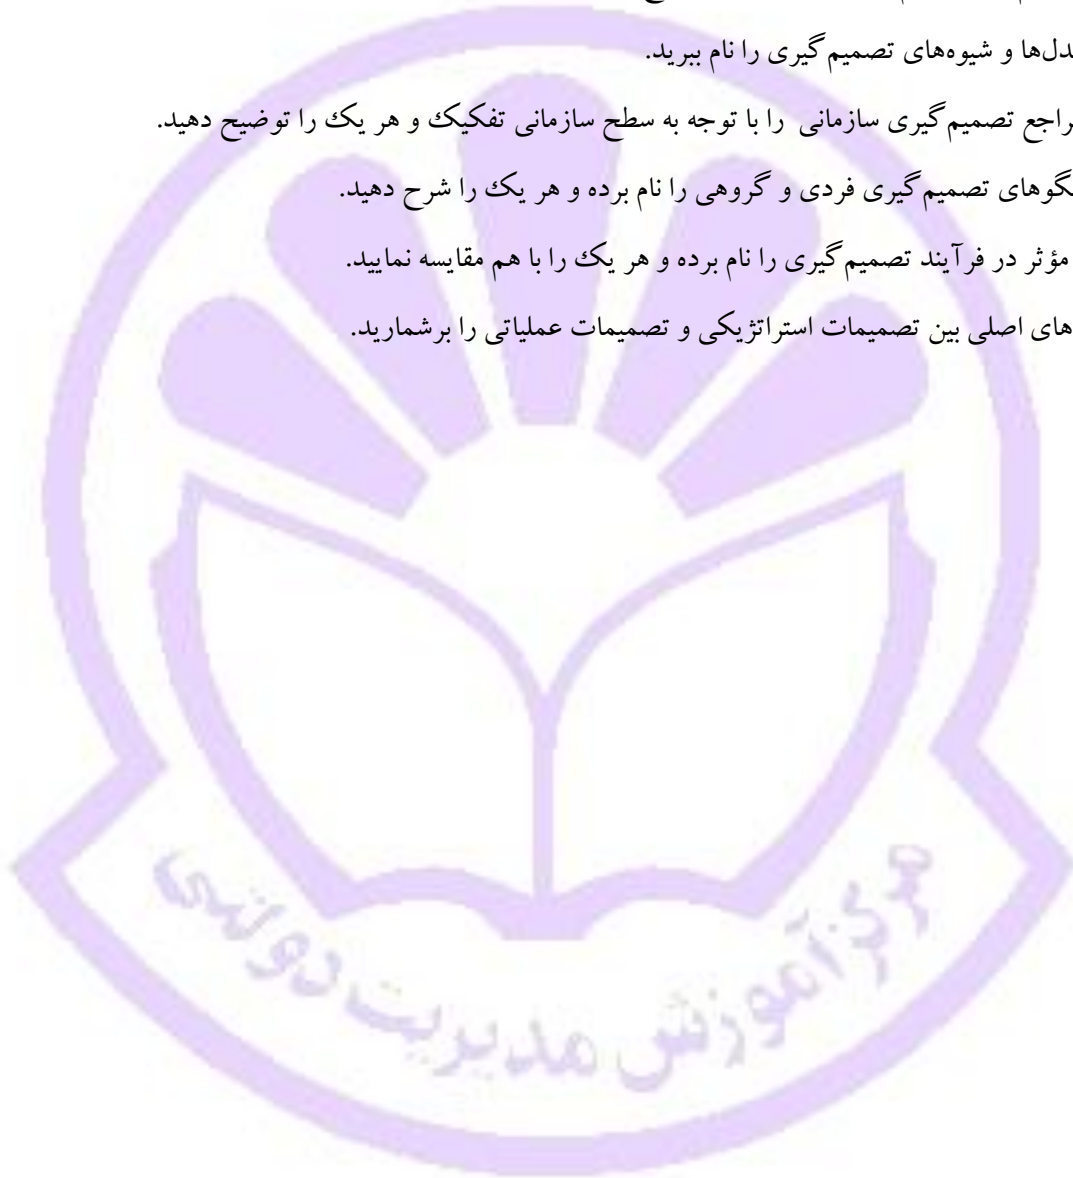 دل‌ها و شیوه‌های تصمیم‌گیری را نام ببرید.
راجع تصمیم‌گیری سازمانی را با توجه به سطح سازمانی تفکیک و هر یک را توضیح دهید.
گوهای تصمیم‌گیری فردی و گروهی را نام برده و هر یک را شرح دهید.
مؤثر در فرآیند تصمیم‌گیری را نام برده و هر یک را با هم مقایسه نمایید.
های اصلی بین تصمیمات استراتژیکی و تصمیمات عملیاتی را برشمارید.
مرکز آموزش مدیریت دولتی